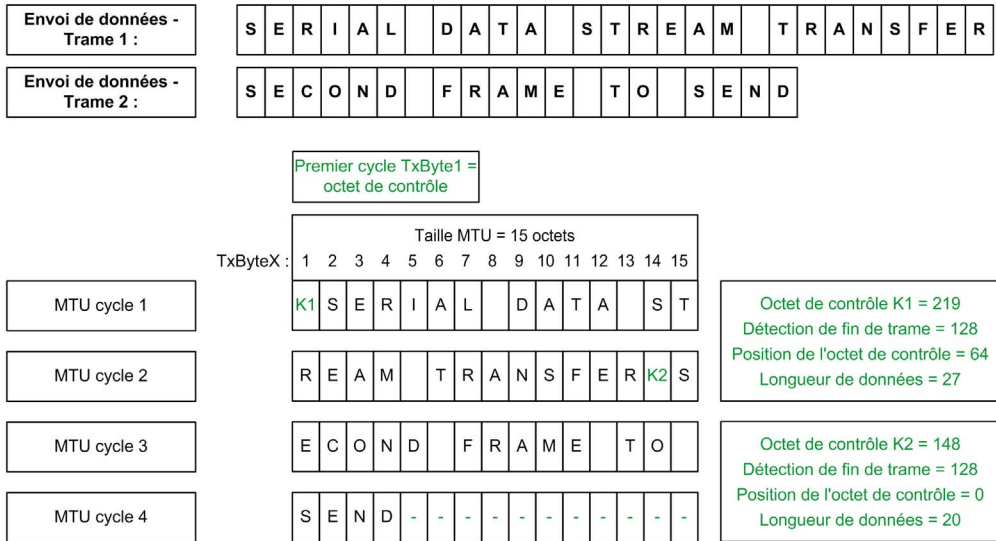 Envoi de données -
Trame 1 :
S E R I A L   D A T A   S T R E A M   T R A N S F E R
Envoi de données -
Trame 2 :
S E C O N D   F R A M E   T O   S E N D
Premier cycle TxByte1 =
octet de contrôle
Taille MTU = 15 octets
TxByteX : 1 2 3 4 5 6 7 8 9 10 11 12 13 14 15
MTU cycle 1
K1 S E R I A L   D A T A   S T
Octet de contrôle K1 = 219
Détection de fin de trame = 128
Position de l'octet de contrôle = 64
Longueur de données = 27
MTU cycle 2
R E A M   T R A N S F E R K2 S
MTU cycle 3
E C O N D   F R A M E   T O
Octet de contrôle K2 = 148
Détection de fin de trame = 128
Position de l'octet de contrôle = 0
Longueur de données = 20
MTU cycle 4
S E N D - - - - - - - - - - -